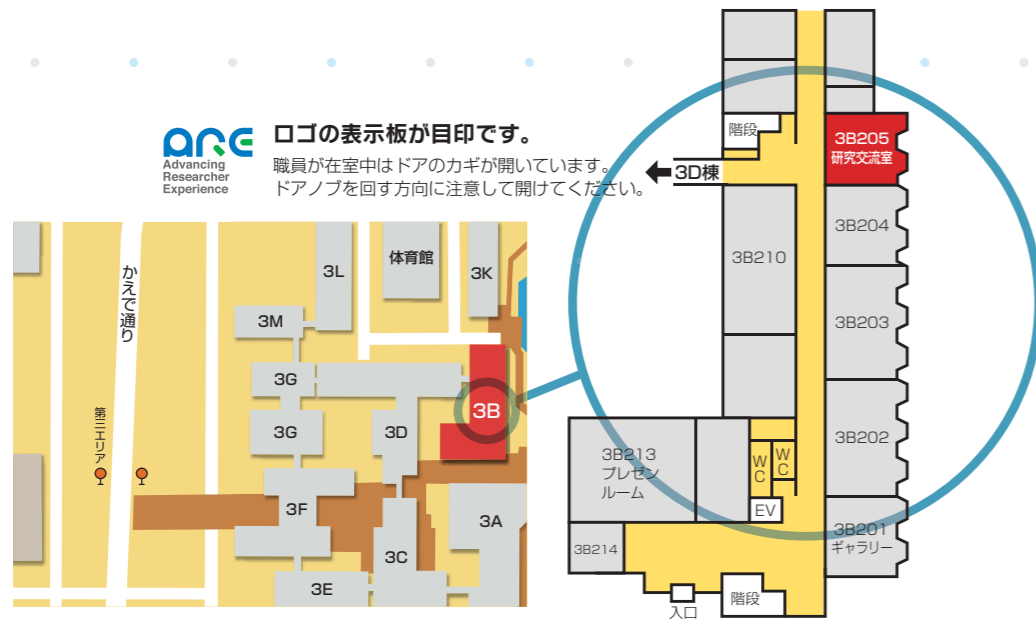 are
Advancing
Researcher
Experience
ロゴの表示板が目印です。
職員が在室中はドアのカギが開いています。
ドアノブを回す方向に注意して開けてください。
かえで通り
第三エリア
3L
体育館
3K
3M
3G
3G
3D
3B
3F
3A
3C
3E
階段
3D棟
3B205
研究交流室
3B204
3B210
3B203
3B202
3B213
プレゼン
ルーム
WC
WC
EV
3B201
ギャラリー
3B214
入口
階段